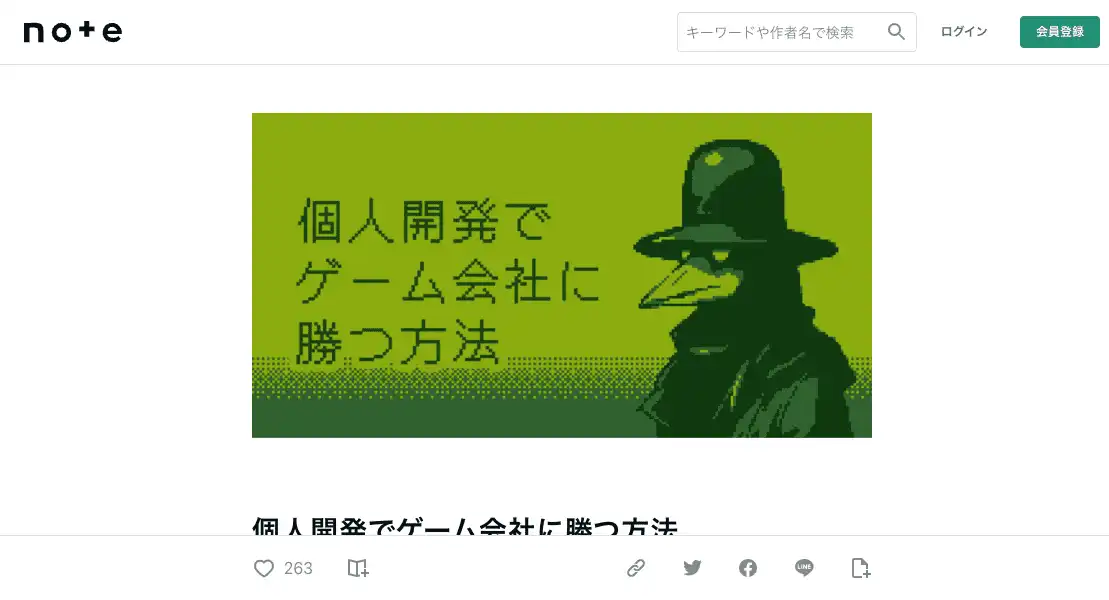 note
キーワードや作者名で検索
ログイン
会員登録
個人開発で
ゲーム会社に
勝つ方法
個人開発でゲーム会社に勝つ方法
263
LINE